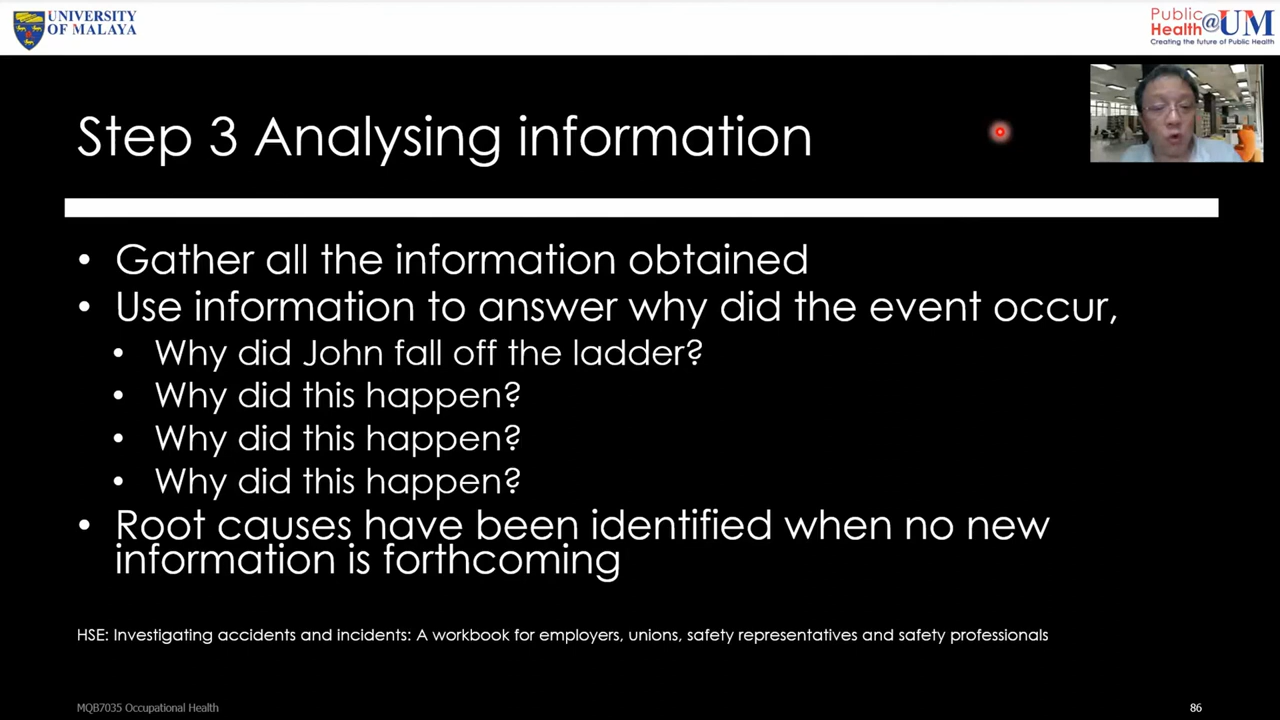 UNIVERSITY
OF MALAYA
Public
Health@UM
Creating the future of Public Health
Step 3 Analysing information
• Gather all the information obtained
• Use information to answer why did the event occur,
• Why did John fall off the ladder?
• Why did this happen?
• Why did this happen?
• Why did this happen?
• Root causes have been identified when no new
information is forthcoming
HSE: Investigating accidents and incidents: A workbook for employers, unions, safety representatives and safety professionals
MQB7035 Occupational Health
86